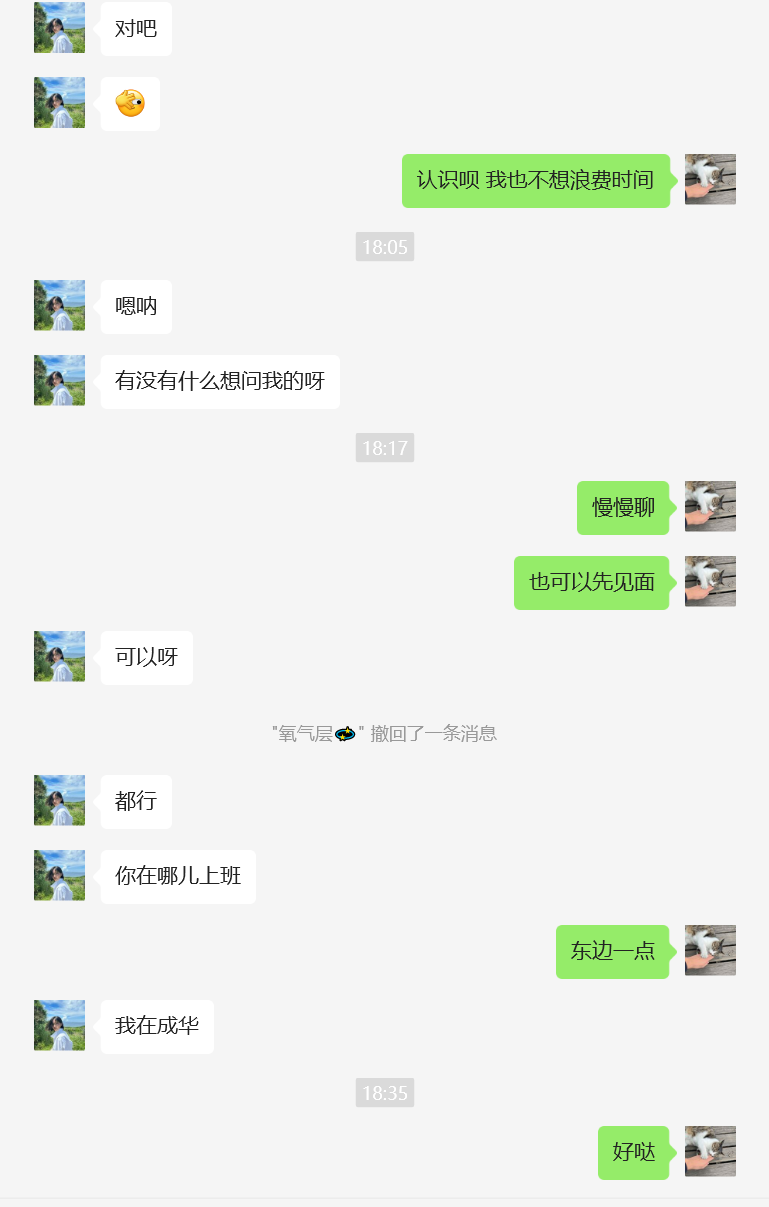 对吧
认识呗 我也不想浪费时间
18:05
嗯呐
有没有什么想问我的呀
18:17
慢慢聊
也可以先见面
可以呀
"氧气层💫" 撤回了一条消息
都行
你在哪儿上班
东边一点
我在成华
18:35
好哒